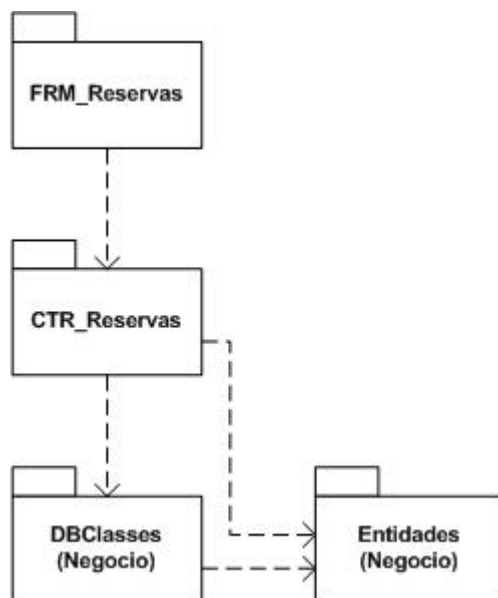 FRM_Reservas
CTR_Reservas
DBClasses
(Negocio)
Entidades
(Negocio)